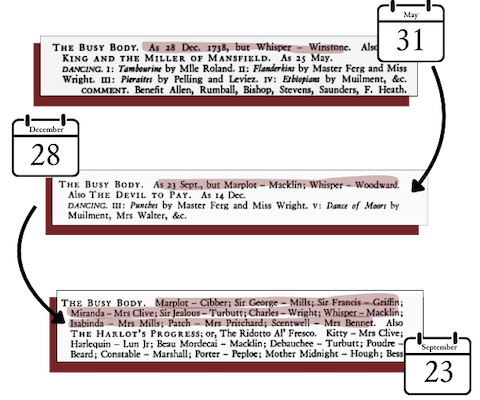 May
31
THE BUSY BODY. As 28 Dec. 1738, but Whisper – Winstone. Also
KING AND THE MILLER OF MANSFIELD. As 25 May.
DANCING. I: Tambourine by Mlle Roland. II: Flanderkins by Master Ferg and Miss
Wright. III: Pieraites by Pelling and Leviez. IV: Ethiopians by Muilment, &c.
COMMENT. Benefit Allen, Rumball, Bishop, Stevens, Saunders, F. Heath.
December
28
THE BUSY BODY. As 23 Sept., but Marplot – Macklin; Whisper – Woodward.
Also THE DEVIL TO PAY. As 14 Dec.
DANCING. III: Punches by Master Ferg and Miss Wright. V: Dance of Moors by
Muilment, Mrs Walter, &c.
THE BUSY BODY. Marplot – Cibber; Sir George – Mills; Sir Francis – Griffin;
Miranda – Mrs Clive; Sir Jealous – Turbutt; Charles – Wright; Whisper – Macklin;
Isabinda – Mrs Mills; Patch – Mrs Pritchard; Scentwell – Mrs Bennet. Also
THE HARLOT'S PROGRESS; or, The Ridotto Al' Fresco. Kitty – Mrs Clive;
Harlequin – Lun Jr; Beau Mordecai – Macklin; Debauchee – Turbutt; Poudre –
Beard; Constable – Marshall; Porter – Peploe; Mother Midnight – Hough; Bess
September
23